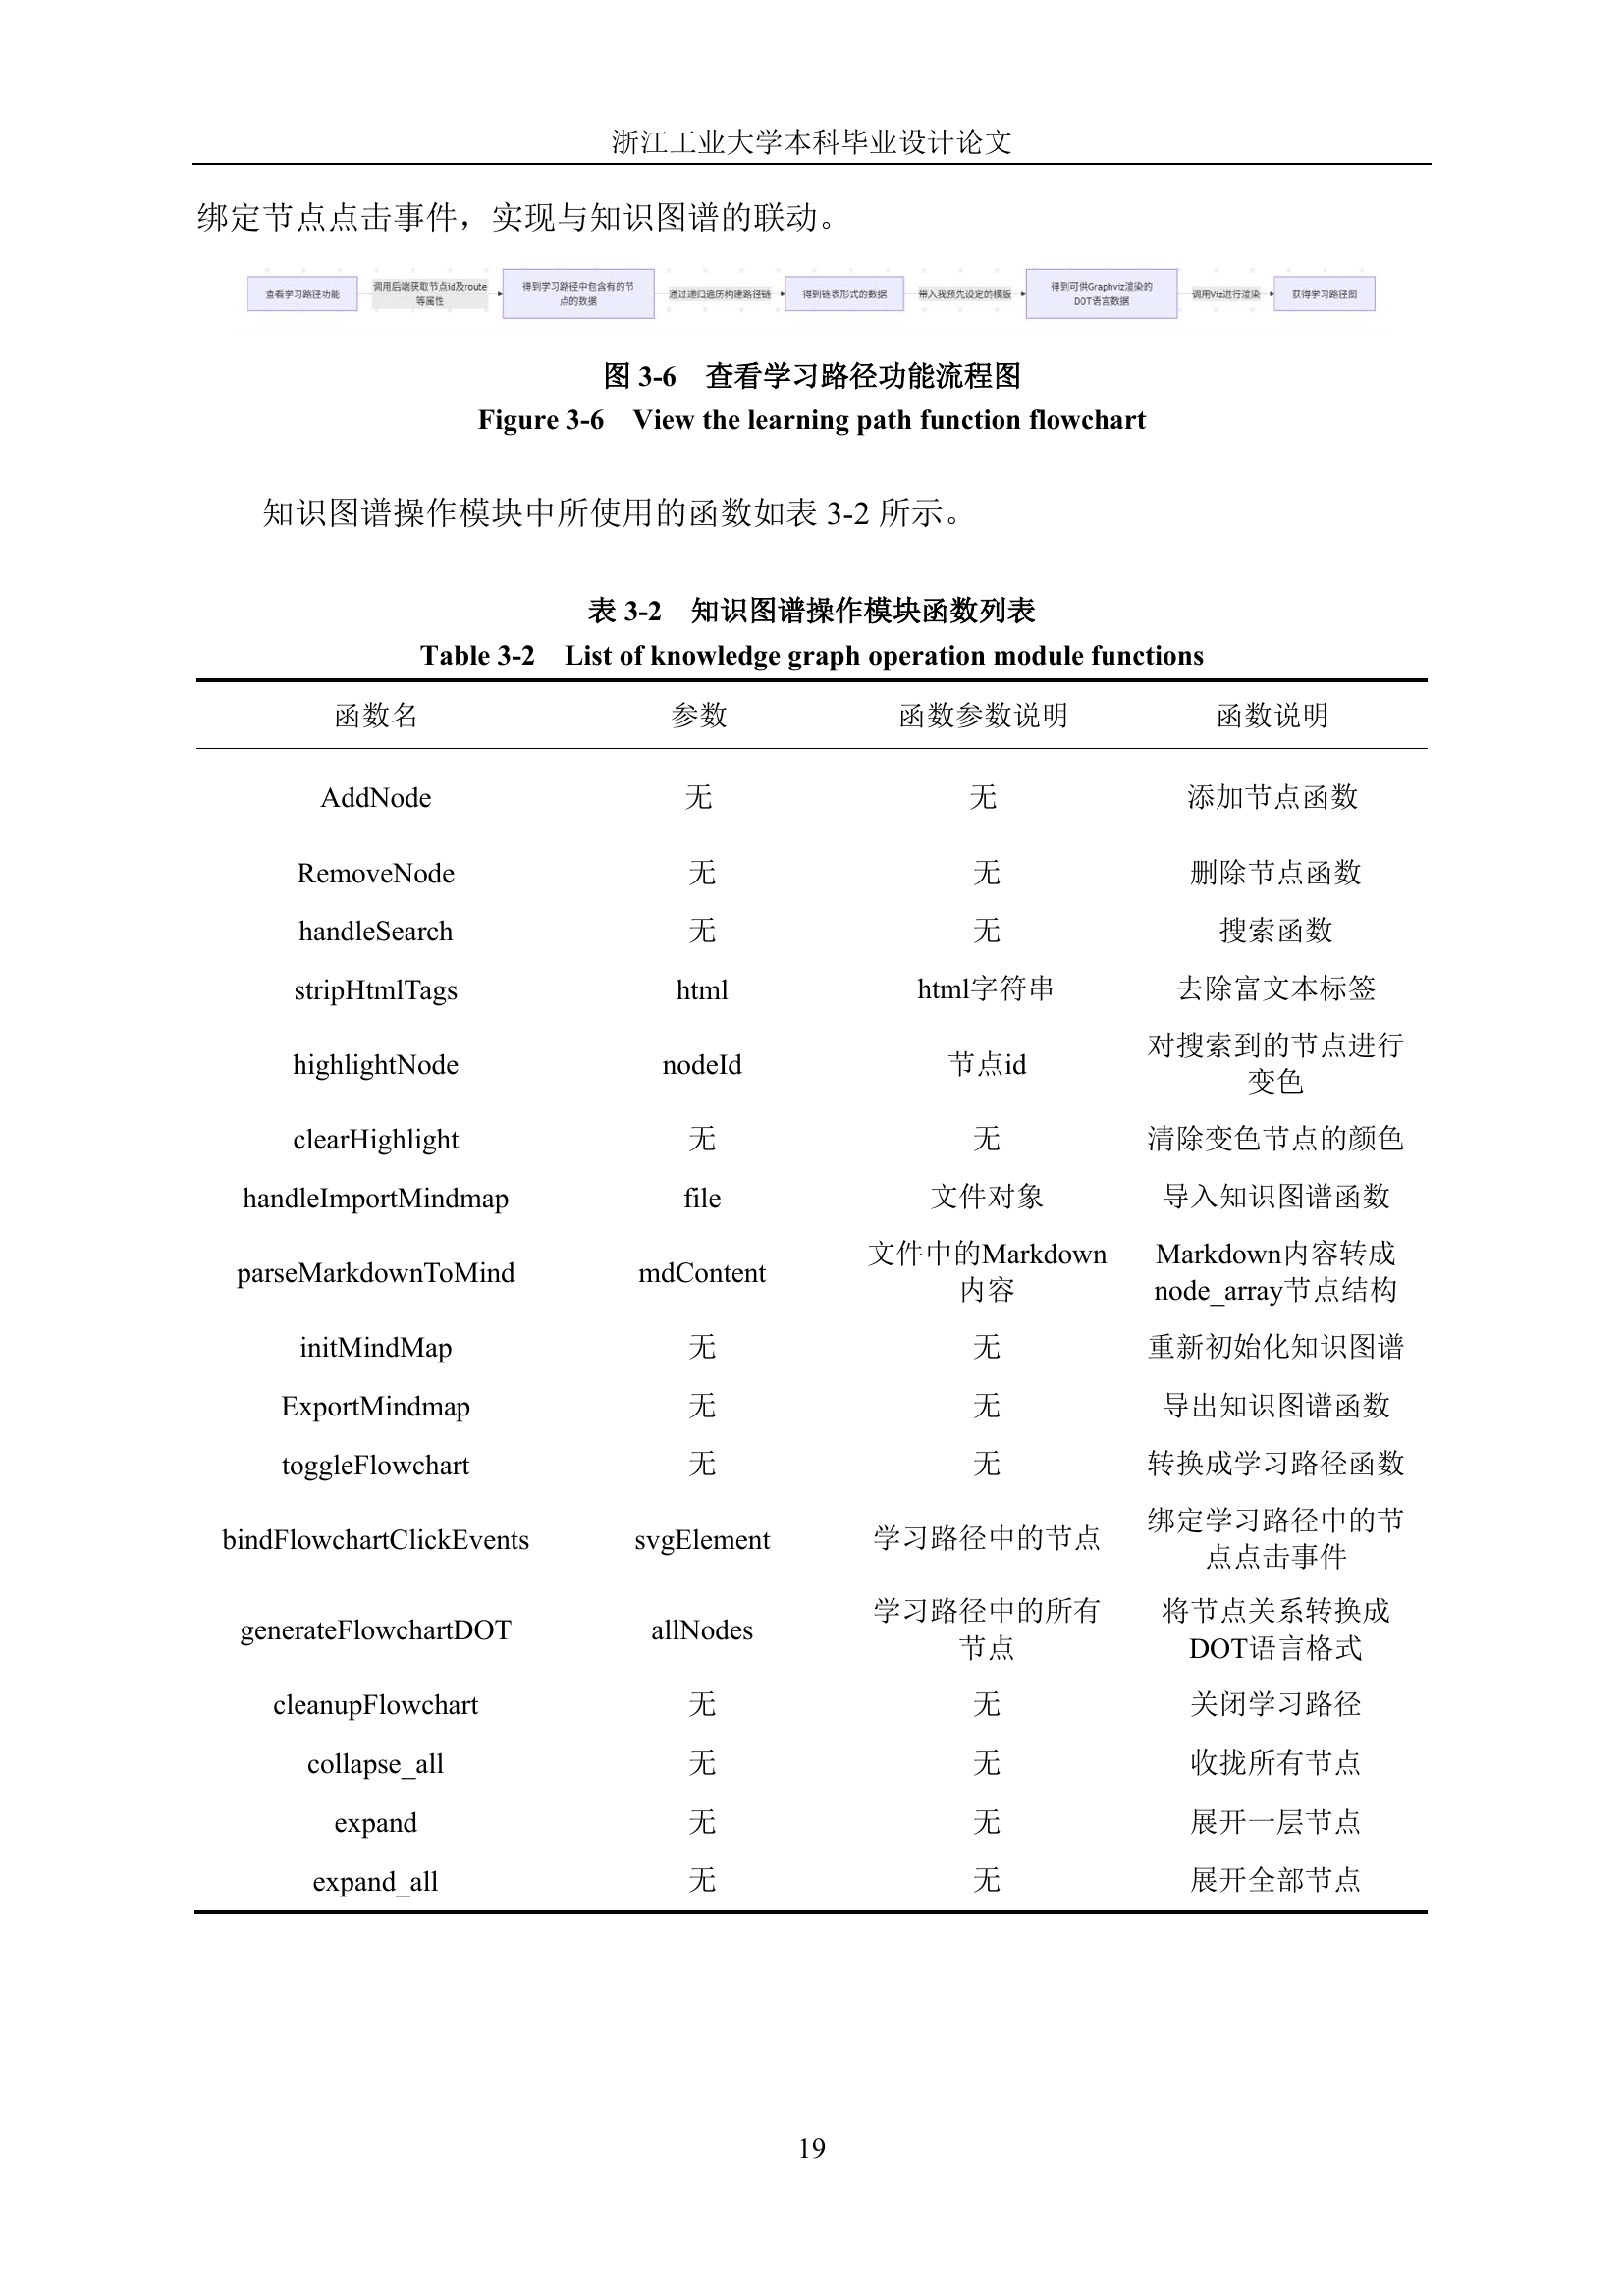 浙江工业大学本科毕业设计论文
绑定节点点击事件，实现与知识图谱的联动。
查看学习路径功能
调用后端获取节点id及route
等属性
得到学习路径中包含有的节
点的数据
通过递归遍历构建路径链
得到链表形式的数据
带入我预先设定的模版
得到可供Graphviz渲染的
DOT语言数据
调用Viz进行渲染
获得学习路径图
图 3-6 查看学习路径功能流程图
Figure 3-6 View the learning path function flowchart
知识图谱操作模块中所使用的函数如表 3-2 所示。
表 3-2 知识图谱操作模块函数列表
Table 3-2 List of knowledge graph operation module functions
函数名 参数 函数参数说明 函数说明
AddNode 无 无 添加节点函数
RemoveNode 无 无 删除节点函数
handleSearch 无 无 搜索函数
stripHtmlTags html html字符串 去除富文本标签
highlightNode nodeId 节点id 对搜索到的节点进行
变色
clearHighlight 无 无 清除变色节点的颜色
handleImportMindmap file 文件对象 导入知识图谱函数
parseMarkdownToMind mdContent 文件中的Markdown
内容 Markdown内容转成
node_array节点结构
initMindMap 无 无 重新初始化知识图谱
ExportMindmap 无 无 导出知识图谱函数
toggleFlowchart 无 无 转换成学习路径函数
bindFlowchartClickEvents svgElement 学习路径中的节点 绑定学习路径中的节
点点击事件
generateFlowchartDOT allNodes 学习路径中的所有
节点 将节点关系转换成
DOT语言格式
cleanupFlowchart 无 无 关闭学习路径
collapse_all 无 无 收拢所有节点
expand 无 无 展开一层节点
expand_all 无 无 展开全部节点
19